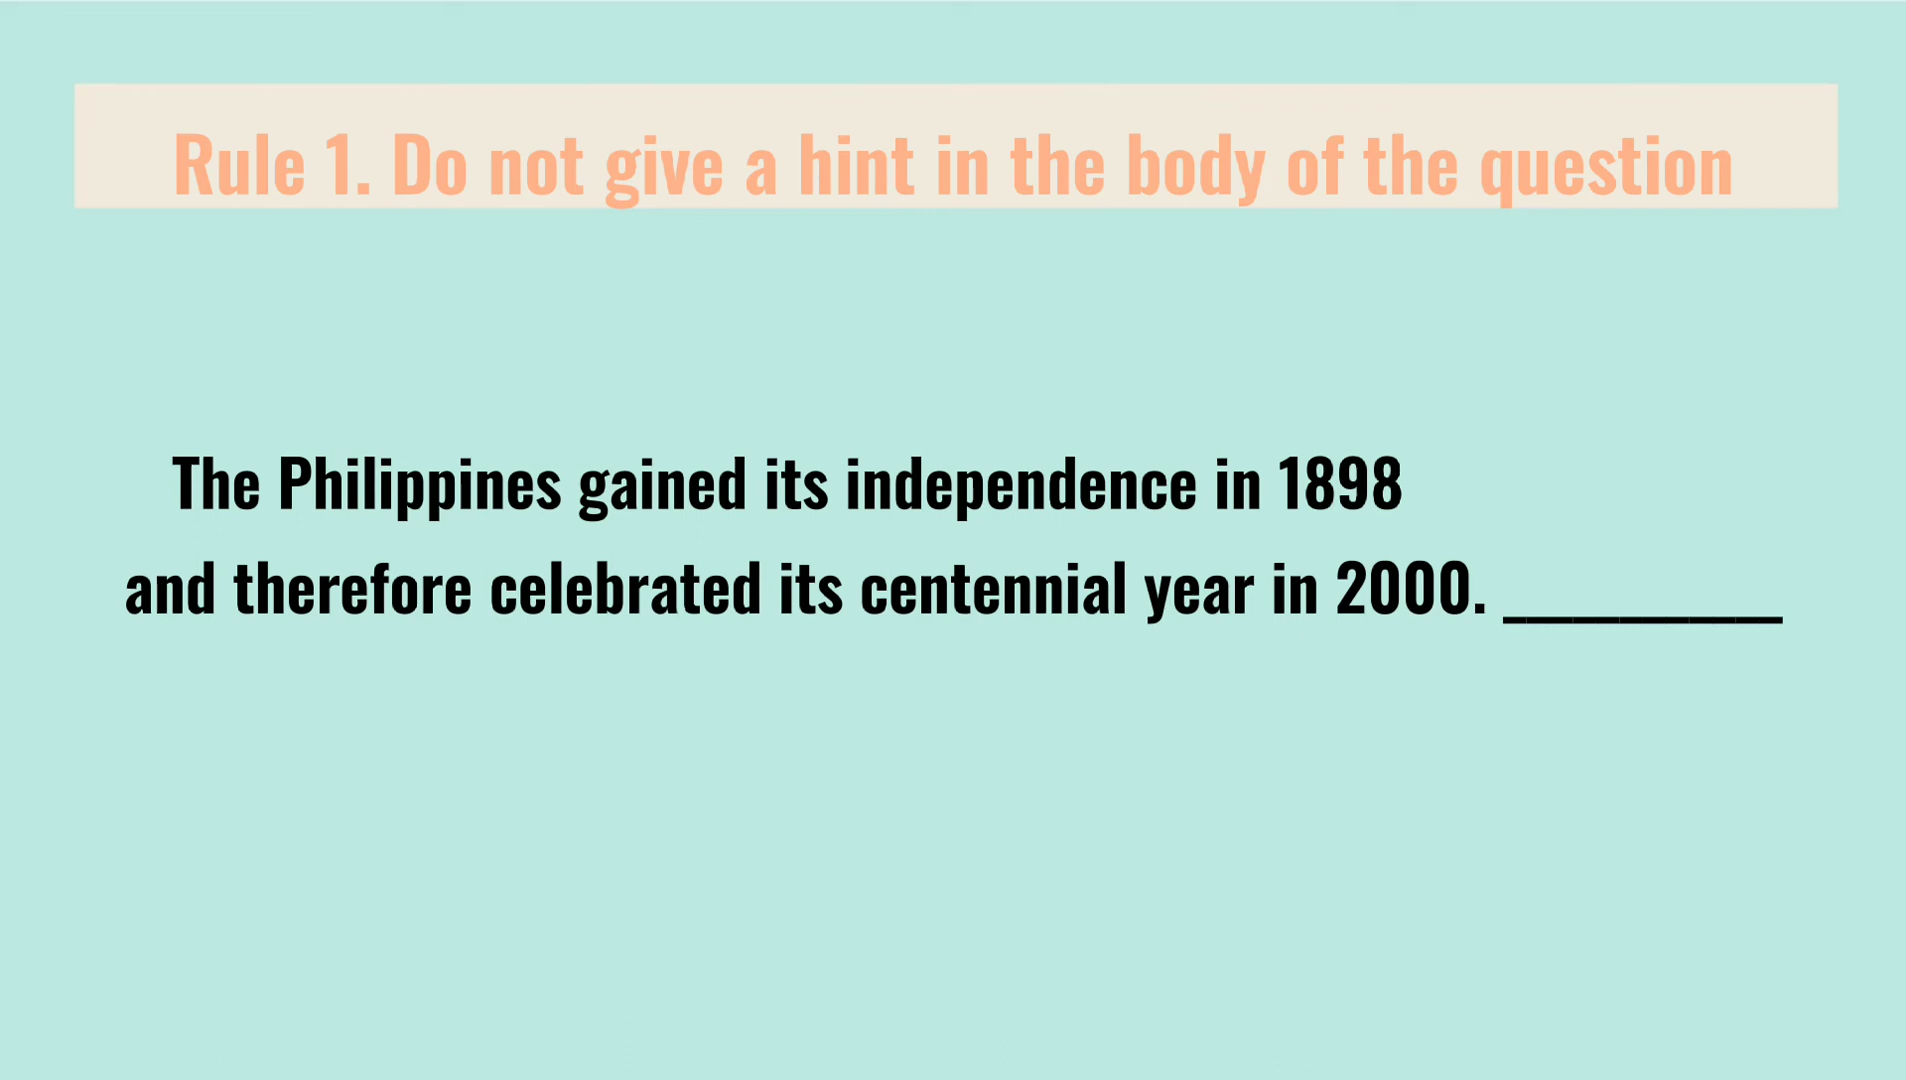 Rule 1. Do not give a hint in the body of the question
The Philippines gained its independence in 1898
and therefore celebrated its centennial year in 2000. ____________